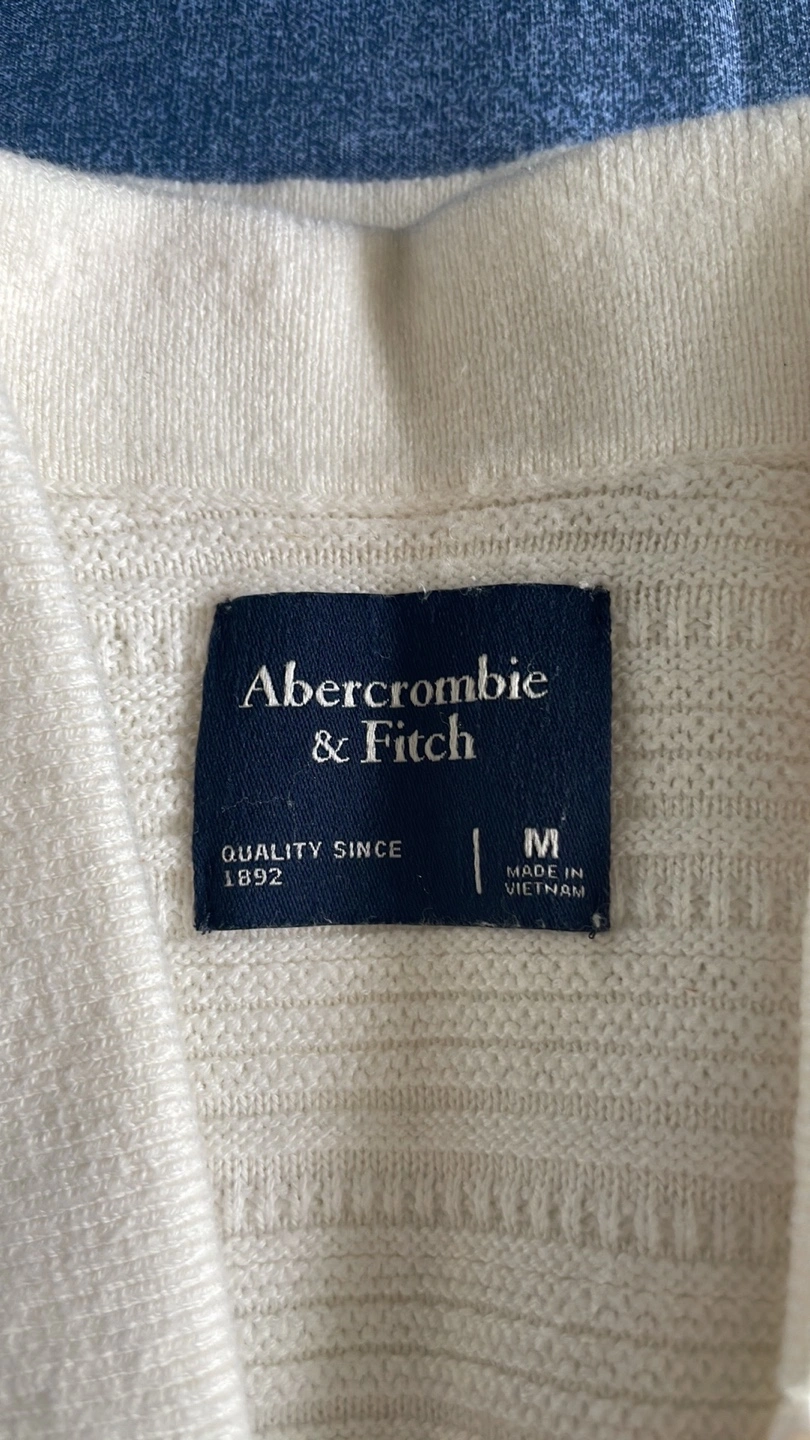 Abercrombie
& Fitch
QUALITY SINCE
1892
M
MADE IN
VIETNAM